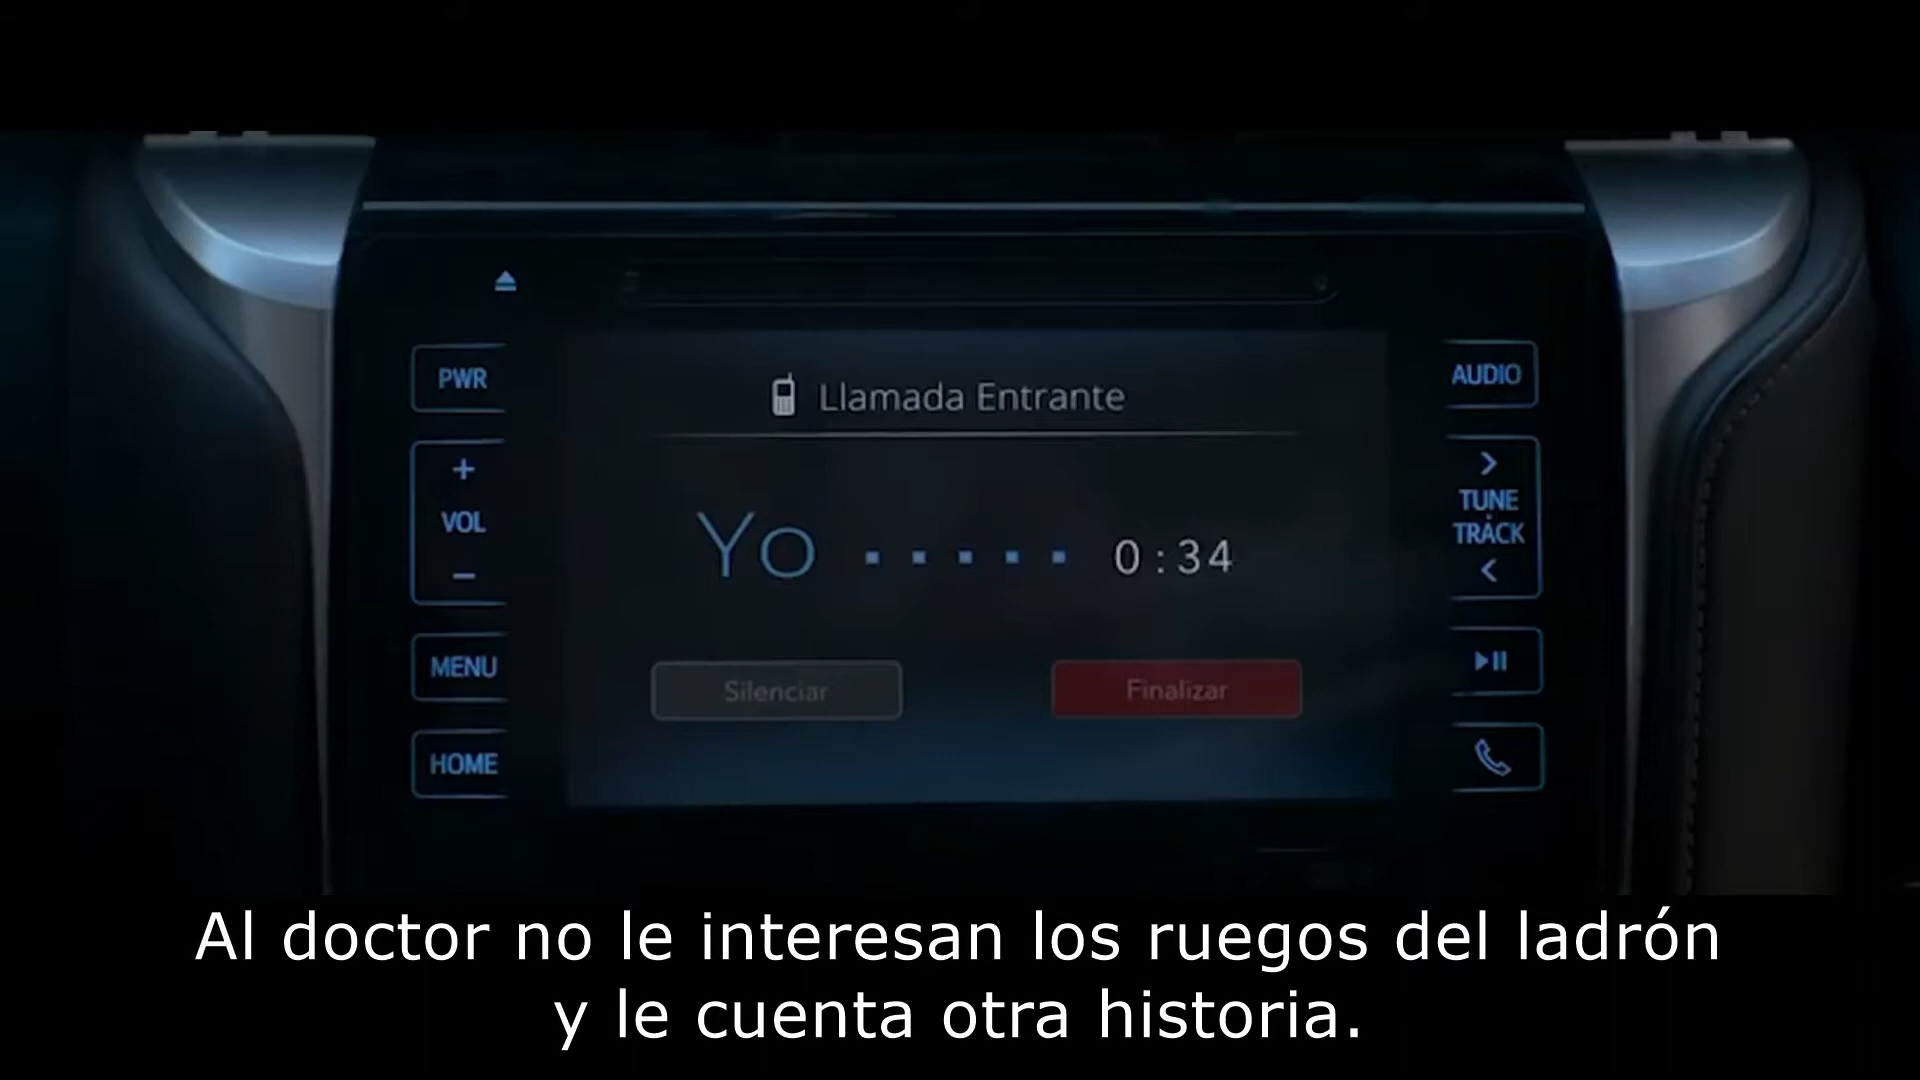 PWR
+
VOL
−
MENU
HOME
Llamada Entrante
Yo ..... 0:34
Silenciar
Finalizar
AUDIO
>
TUNE
TRACK
<
Al doctor no le interesan los ruegos del ladrón
y le cuenta otra historia.